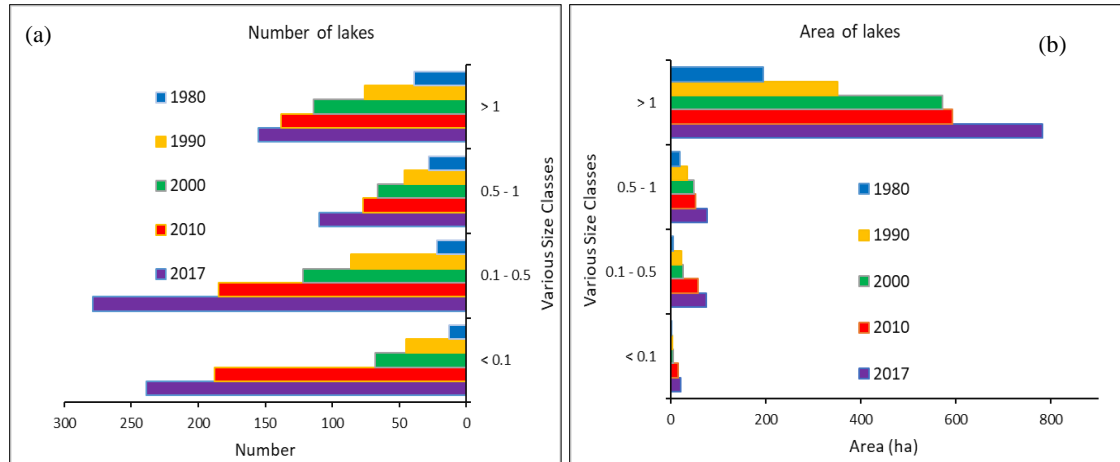 (a)
Number of lakes
1980
1990
2000
2010
2017
> 1
0.5 - 1
0.1 - 0.5
< 0.1
Various Size Classes
300 250 200 150 100 50 0
Number
Area of lakes
(b)
> 1
0.5 - 1
0.1 - 0.5
< 0.1
Various Size Classes
1980
1990
2000
2010
2017
0 200 400 600 800
Area (ha)